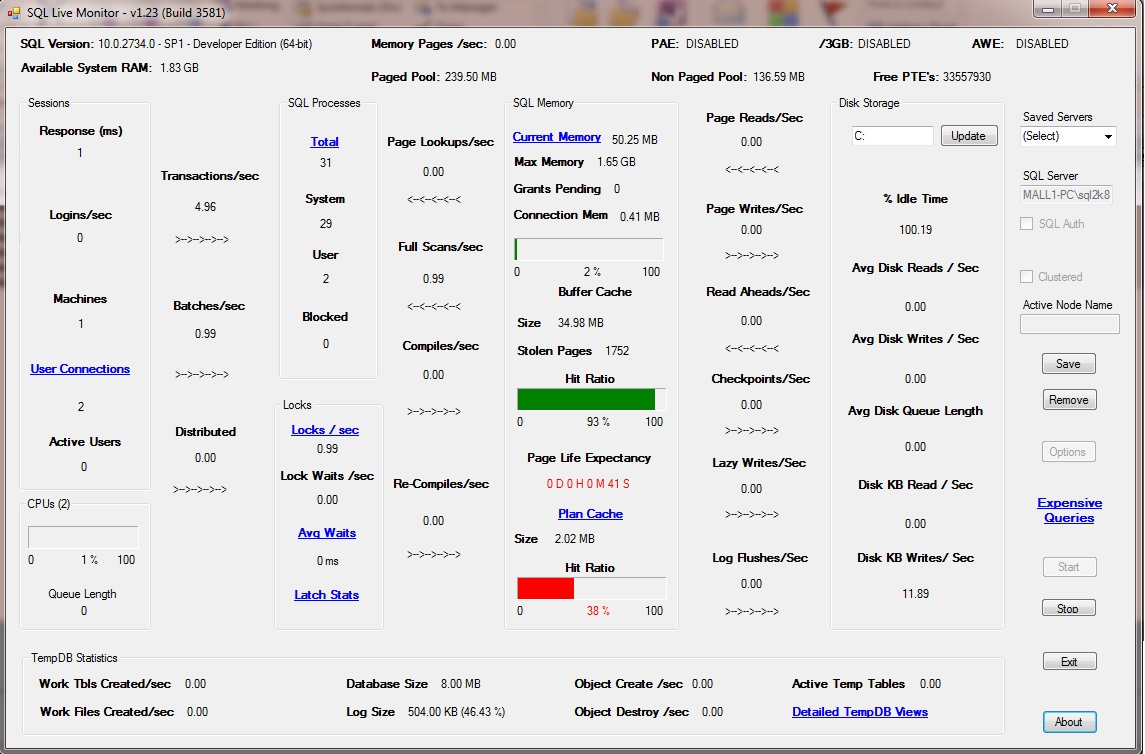 SQL Live Monitor - v1.23 (Build 3581)
SQL Version: 10.0.2734.0 - SP1 - Developer Edition (64-bit)
Memory Pages /sec: 0.00
PAE: DISABLED
/3GB: DISABLED
AWE: DISABLED
Available System RAM: 1.83 GB
Paged Pool: 239.50 MB
Non Paged Pool: 136.59 MB
Free PTE's: 33557930
Sessions
Response (ms)
1
Logins/sec
0
Machines
1
User Connections
2
Active Users
0
CPUs (2)
0 1 % 100
Queue Length
0
Transactions/sec
4.96
>-->-->-->-->
Batches/sec
0.99
>-->-->-->-->
Distributed
0.00
>-->-->-->-->
SQL Processes
Total
31
System
29
User
2
Blocked
0
Locks
Locks / sec
0.99
Lock Waits /sec
0.00
Avg Waits
0 ms
Latch Stats
Page Lookups/sec
0.00
<--<--<--<--<
Full Scans/sec
0.99
<--<--<--<--<
Compiles/sec
0.00
>-->-->-->-->
Re-Compiles/sec
0.00
>-->-->-->-->
SQL Memory
Current Memory 50.25 MB
Max Memory 1.65 GB
Grants Pending 0
Connection Mem 0.41 MB
0 2 % 100
Buffer Cache
Size 34.98 MB
Stolen Pages 1752
Hit Ratio
0 93 % 100
Page Life Expectancy
0 D 0 H 0 M 41 S
Plan Cache
Size 2.02 MB
Hit Ratio
0 38 % 100
Page Reads/Sec
0.00
<--<--<--<--<
Page Writes/Sec
0.00
>-->-->-->-->
Read Aheads/Sec
0.00
<--<--<--<--<
Checkpoints/Sec
0.00
>-->-->-->-->
Lazy Writes/Sec
0.00
>-->-->-->-->
Log Flushes/Sec
0.00
>-->-->-->-->
Disk Storage
C: Update
% Idle Time
100.19
Avg Disk Reads / Sec
0.00
Avg Disk Writes / Sec
0.00
Avg Disk Queue Length
0.00
Disk KB Read / Sec
0.00
Disk KB Writes/ Sec
11.89
Saved Servers
(Select)
SQL Server
MALL1-PC\sql2k8
SQL Auth
Clustered
Active Node Name
Save
Remove
Options
Expensive
Queries
Start
Stop
Exit
About
TempDB Statistics
Work Tbls Created/sec 0.00
Database Size 8.00 MB
Object Create /sec 0.00
Active Temp Tables 0.00
Work Files Created/sec 0.00
Log Size 504.00 KB (46.43 %)
Object Destroy /sec 0.00
Detailed TempDB Views